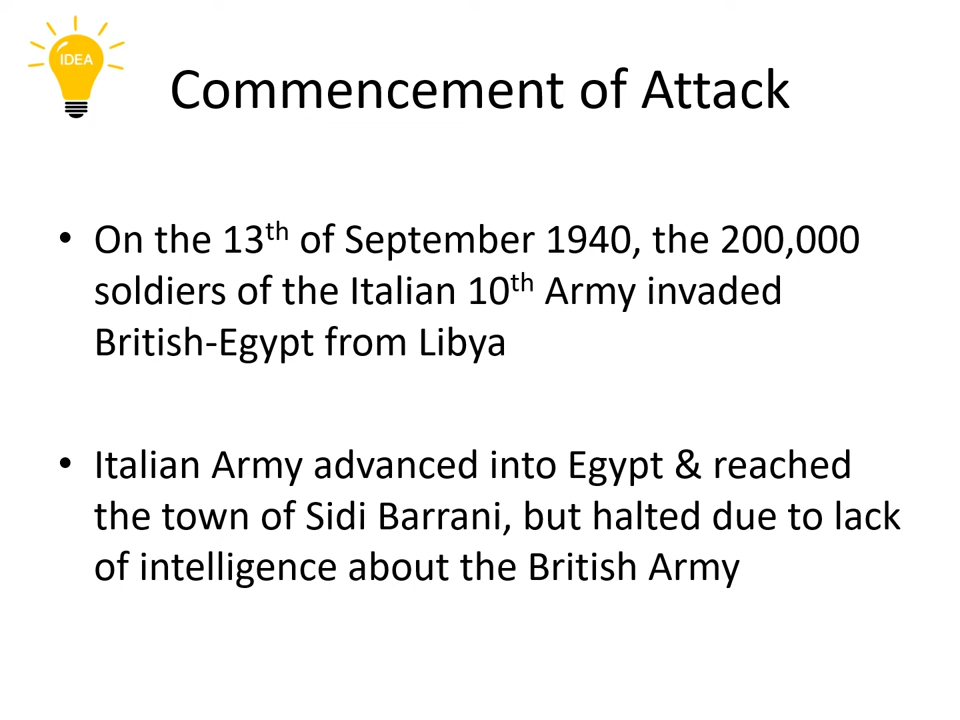 IDEA
Commencement of Attack
• On the 13th of September 1940, the 200,000
soldiers of the Italian 10th Army invaded
British-Egypt from Libya
• Italian Army advanced into Egypt & reached
the town of Sidi Barrani, but halted due to lack
of intelligence about the British Army